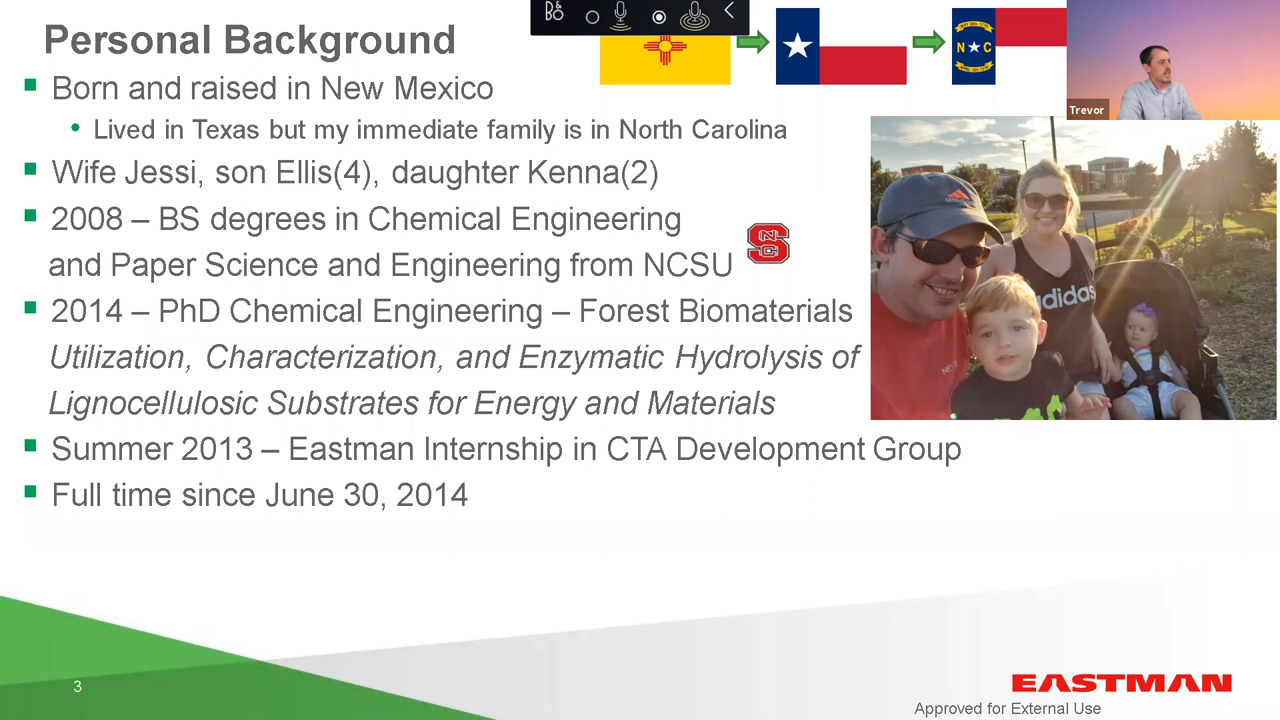 Personal Background
B&O
N C
Trevor
Born and raised in New Mexico
Lived in Texas but my immediate family is in North Carolina
Wife Jessi, son Ellis(4), daughter Kenna(2)
2008 – BS degrees in Chemical Engineering
and Paper Science and Engineering from NCSU
NCS
2014 – PhD Chemical Engineering – Forest Biomaterials
Utilization, Characterization, and Enzymatic Hydrolysis of
Lignocellulosic Substrates for Energy and Materials
adidas
Summer 2013 – Eastman Internship in CTA Development Group
Full time since June 30, 2014
3
EASTMAN
Approved for External Use